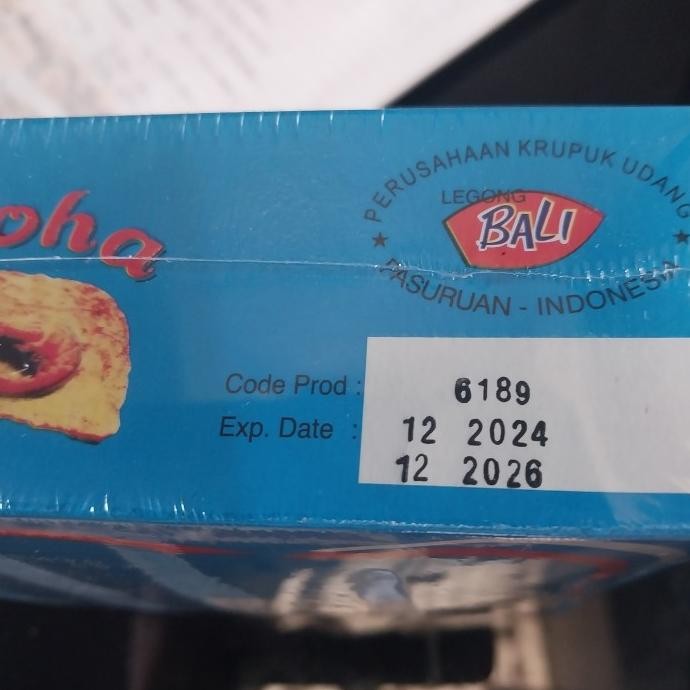 oha
PERUSAHAAN KRUPUK UDANG
LEGONG
BALI
PASURUAN - INDONESIA
Code Prod : 6189
Exp. Date : 12 2024
12 2026